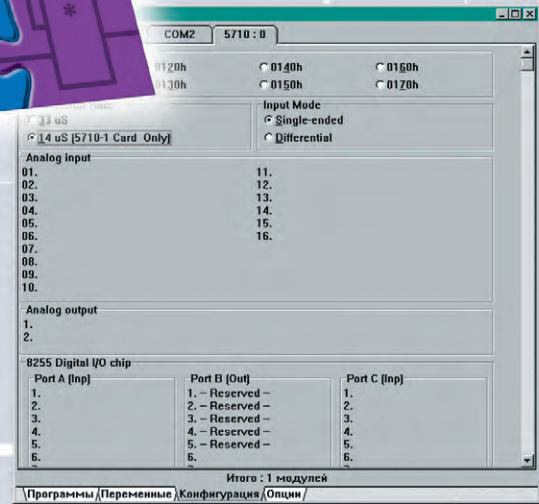 *
COM2 5710 : 0
0120h 0140h 0160h
0130h 0150h 0170h
Input Mode
33 uS Single-ended
14 uS (5710-1 Card Only) Differential
Analog input
01. 11.
02. 12.
03. 13.
04. 14.
05. 15.
06. 16.
07.
08.
09.
10.
Analog output
1.
2.
8255 Digital I/O chip
Port A (Inp) Port B (Out) Port C (Inp)
1. 1. – Reserved – 1.
2. 2. – Reserved – 2.
3. 3. – Reserved – 3.
4. 4. – Reserved – 4.
5. 5. – Reserved – 5.
6. 6. 6.
Итого : 1 модулей
Программы Переменные Конфигурация Опции